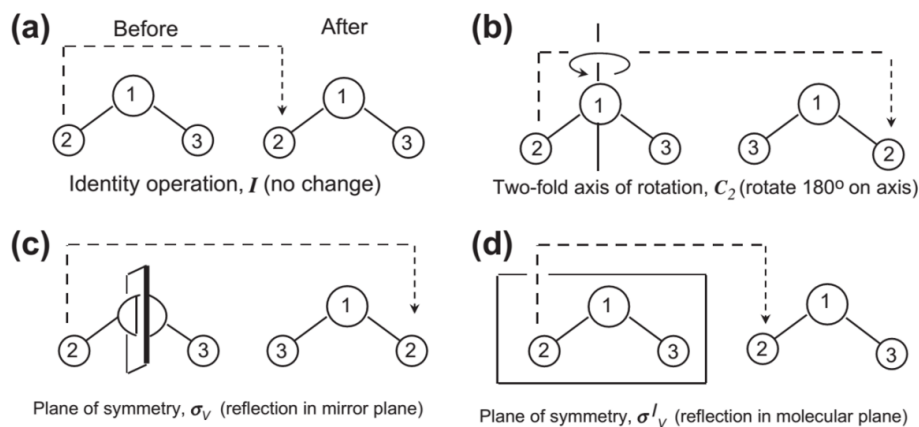 (a) Before After
1 1
2 3 2 3
Identity operation, I (no change)
(b)
1 1
2 3 3 2
Two-fold axis of rotation, C₂ (rotate 180º on axis)
(c)
1
2 3 3 2
Plane of symmetry, σV (reflection in mirror plane)
(d)
1 1
2 3 2 3
Plane of symmetry, σ^I_V (reflection in molecular plane)